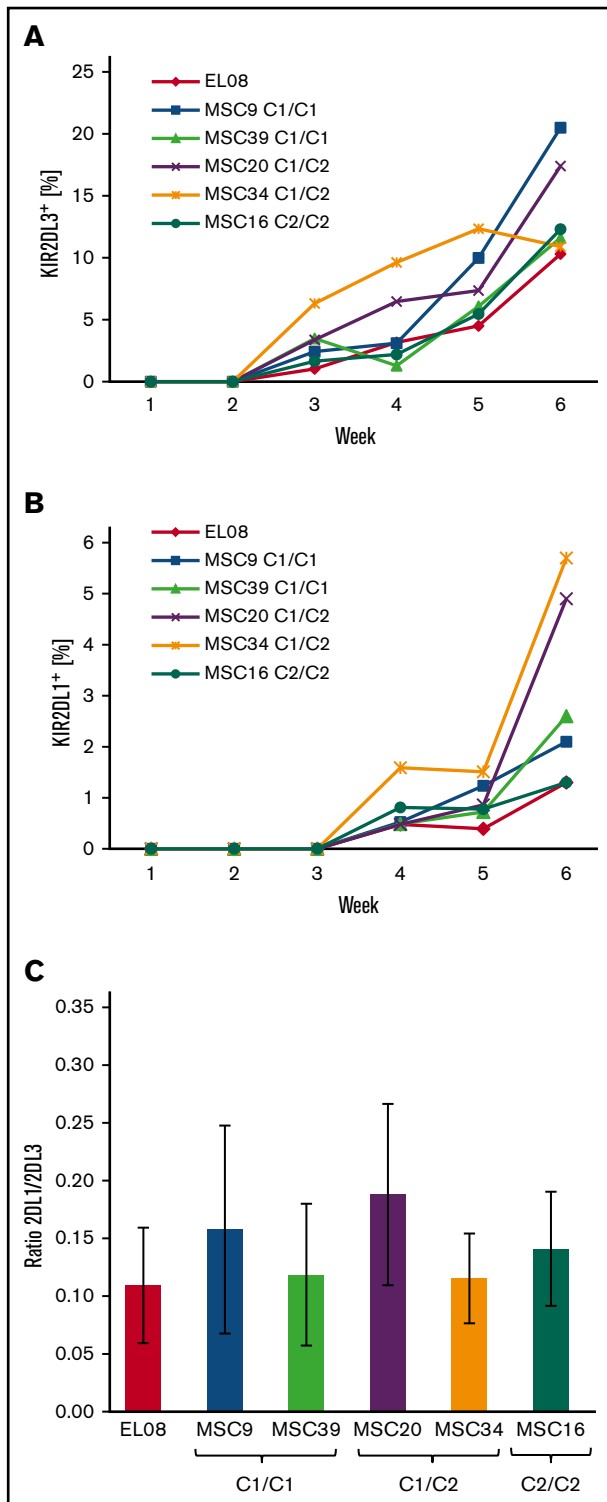 A
KIR2DL3+ [%]
25
20
15
10
5
0
EL08
MSC9 C1/C1
MSC39 C1/C1
MSC20 C1/C2
MSC34 C1/C2
MSC16 C2/C2
1 2 3 4 5 6
Week
B
KIR2DL1+ [%]
6
5
4
3
2
1
0
EL08
MSC9 C1/C1
MSC39 C1/C1
MSC20 C1/C2
MSC34 C1/C2
MSC16 C2/C2
1 2 3 4 5 6
Week
C
Ratio 2DL1/2DL3
0.35
0.30
0.25
0.20
0.15
0.10
0.05
0.00
EL08 MSC9 MSC39 MSC20 MSC34 MSC16
C1/C1 C1/C2 C2/C2